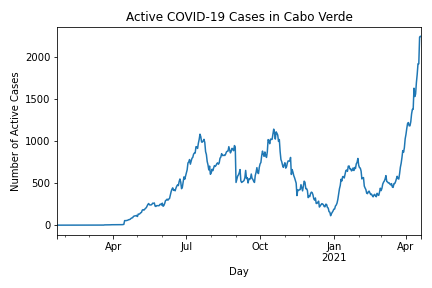 Active COVID-19 Cases in Cabo Verde
Number of Active Cases
2000
1500
1000
500
0
Apr
Jul
Oct
Jan
2021
Apr
Day